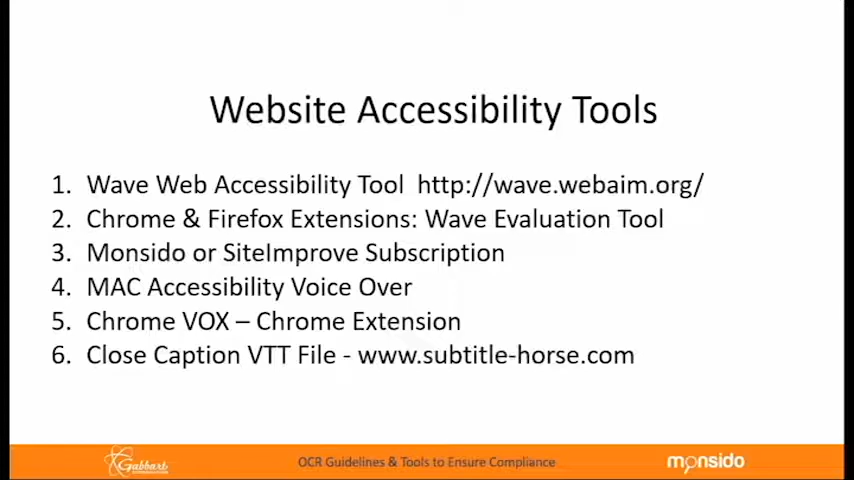 Website Accessibility Tools
1. Wave Web Accessibility Tool http://wave.webaim.org/
2. Chrome & Firefox Extensions: Wave Evaluation Tool
3. Monsido or SiteImprove Subscription
4. MAC Accessibility Voice Over
5. Chrome VOX – Chrome Extension
6. Close Caption VTT File - www.subtitle-horse.com
Gabbart
OCR Guidelines & Tools to Ensure Compliance
monsido